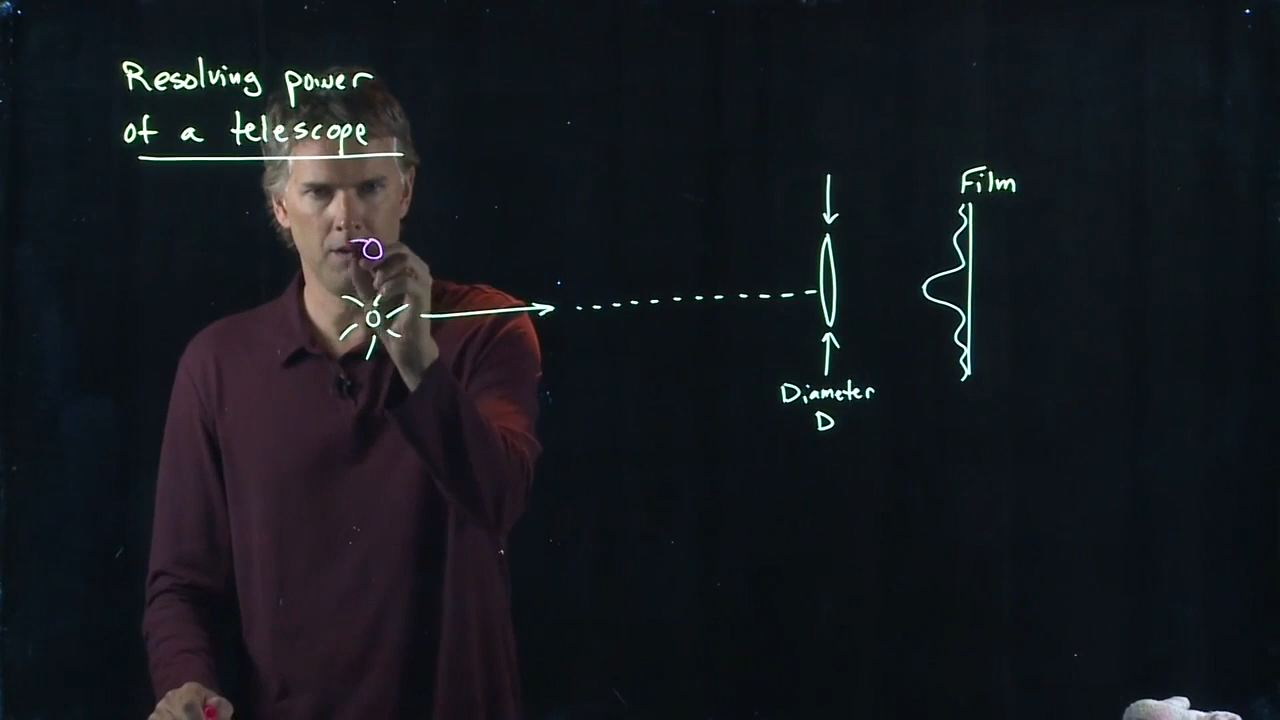 Resolving power
of a telescope
Film
Diameter
D